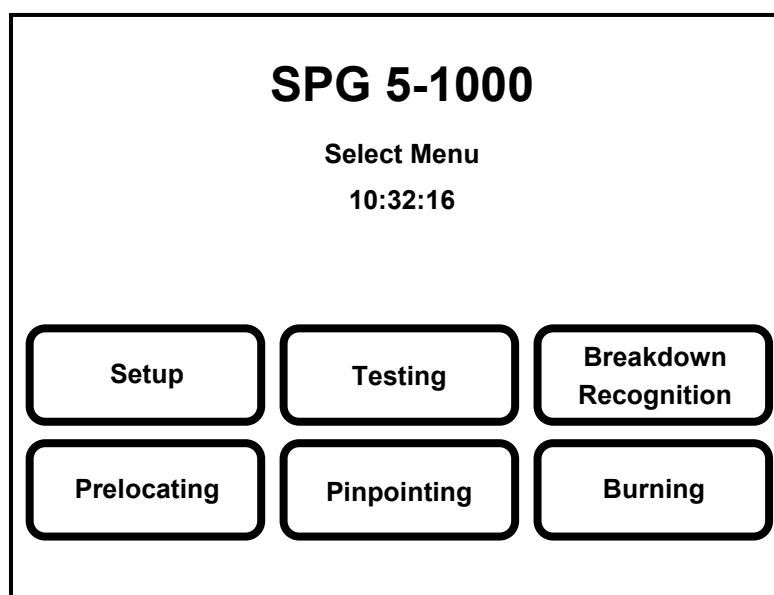 SPG 5-1000
Select Menu
10:32:16
Setup
Testing
Breakdown
Recognition
Prelocating
Pinpointing
Burning